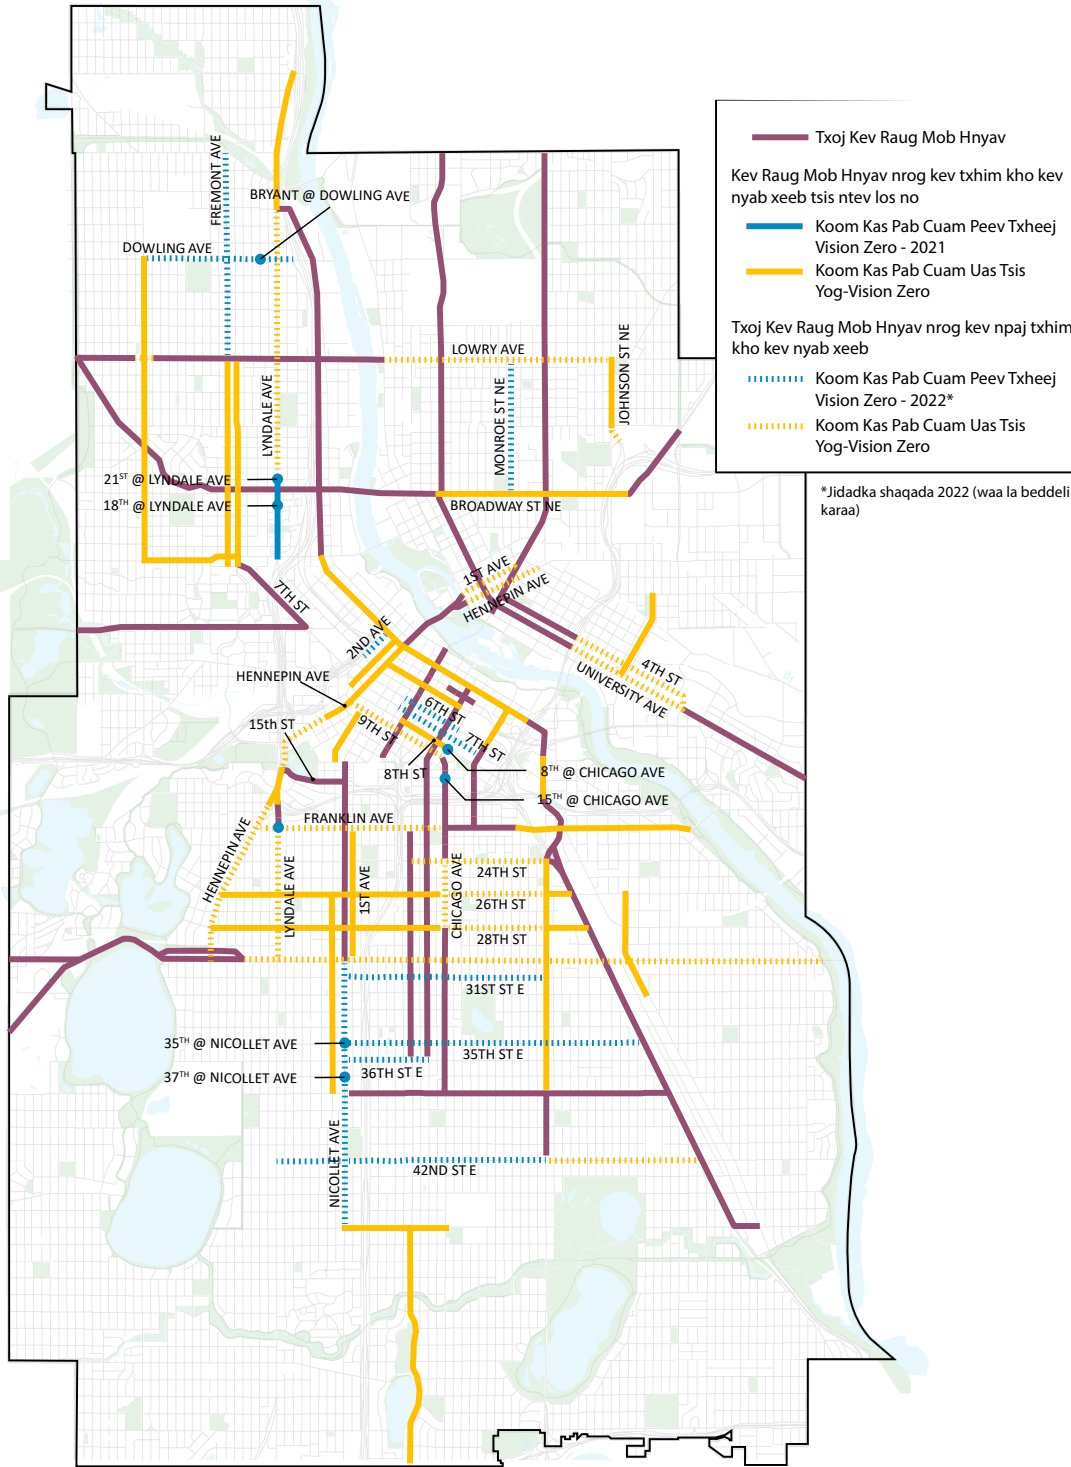 Txoj Kev Raug Mob Hnyav
Kev Raug Mob Hnyav nrog kev txhim kho kev
nyab xeeb tsis ntev los no
Koom Kas Pab Cuam Peev Txheej
Vision Zero - 2021
Koom Kas Pab Cuam Uas Tsis
Yog-Vision Zero
Txoj Kev Raug Mob Hnyav nrog kev npaj txhim
kho kev nyab xeeb
Koom Kas Pab Cuam Peev Txheej
Vision Zero - 2022*
Koom Kas Pab Cuam Uas Tsis
Yog-Vision Zero
*Jidadka shaqada 2022 (waa la beddeli
karaa)
FREMONT AVE
BRYANT @ DOWLING AVE
DOWLING AVE
LOWRY AVE
JOHNSON ST NE
LYNDALE AVE
MONROE ST NE
21ST @ LYNDALE AVE
18TH @ LYNDALE AVE
BROADWAY ST NE
1ST AVE
HENNEPIN AVE
7TH ST
2ND AVE
4TH ST
UNIVERSITY AVE
HENNEPIN AVE
6TH ST
15th ST
9TH ST
7TH ST
8TH ST
8TH @ CHICAGO AVE
15TH @ CHICAGO AVE
FRANKLIN AVE
HENNEPIN AVE
LYNDALE AVE
1ST AVE
CHICAGO AVE
24TH ST
26TH ST
28TH ST
31ST ST E
35TH @ NICOLLET AVE
35TH ST E
36TH ST E
37TH @ NICOLLET AVE
NICOLLET AVE
42ND ST E